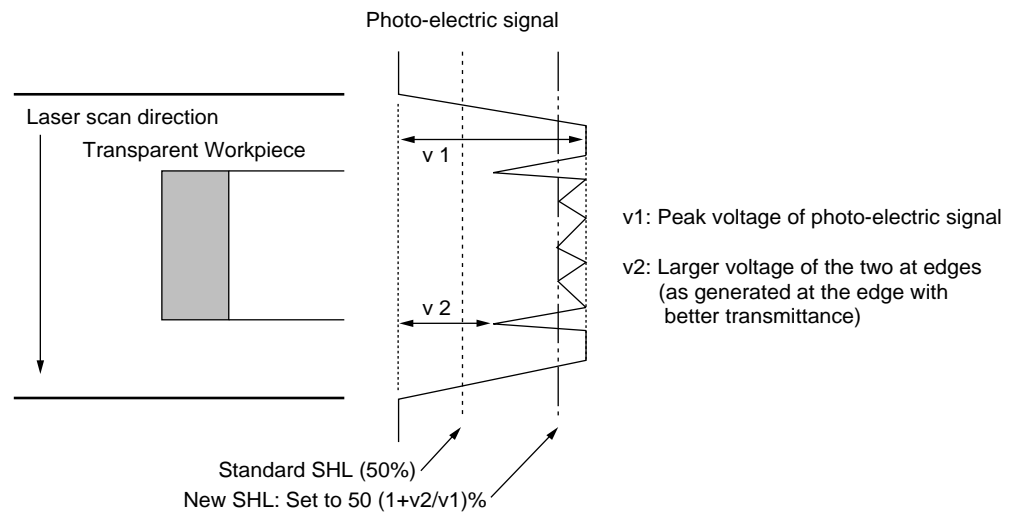 Photo-electric signal
Laser scan direction
Transparent Workpiece
v 1
v1: Peak voltage of photo-electric signal
v2: Larger voltage of the two at edges
(as generated at the edge with
better transmittance)
v 2
Standard SHL (50%)
New SHL: Set to 50 (1+v2/v1)%